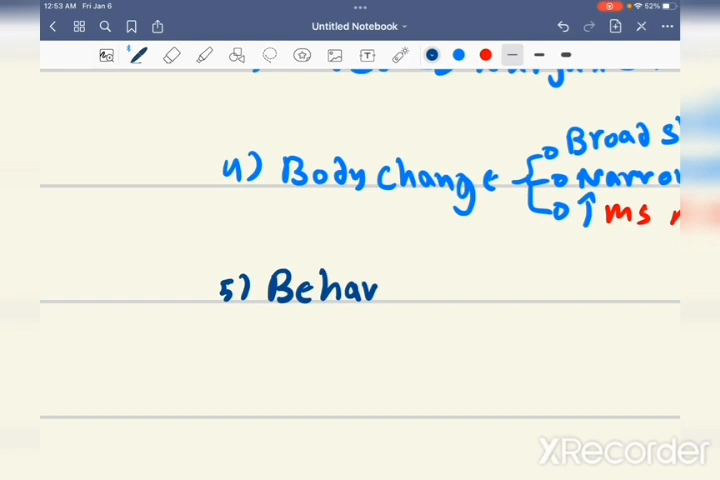 12:53 AM Fri Jan 6
52%
Untitled Notebook
Broad s
4) Body change
Narro
↑ ms
5) Behav
XRecorder